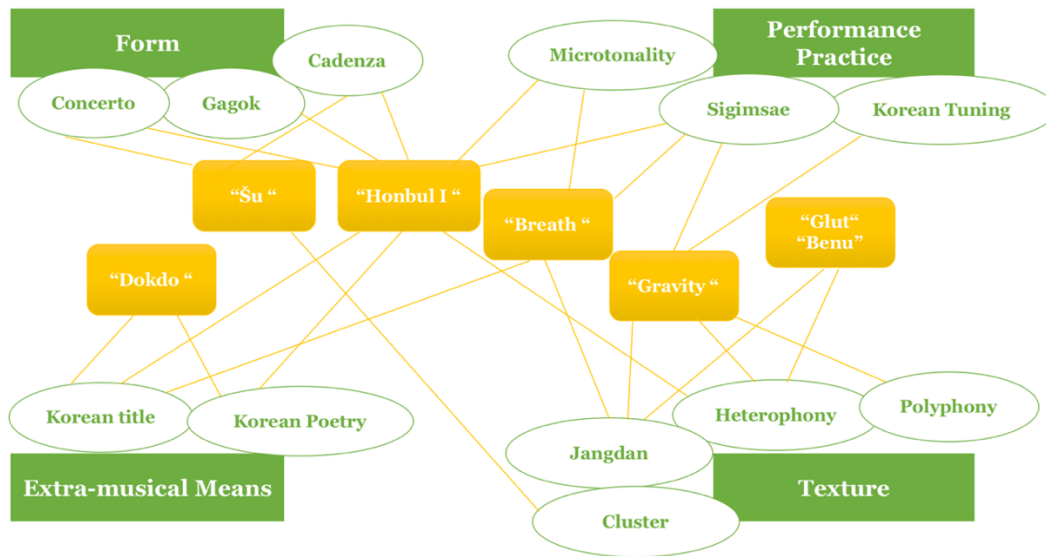 Form
Performance
Practice
Cadenza
Microtonality
Concerto
Gagok
Sigimsae
Korean Tuning
“Šu “
“Honbul I “
“Breath “
“Glut“
“Benu”
“Dokdo “
“Gravity “
Korean title
Korean Poetry
Heterophony
Polyphony
Jangdan
Extra-musical Means
Texture
Cluster